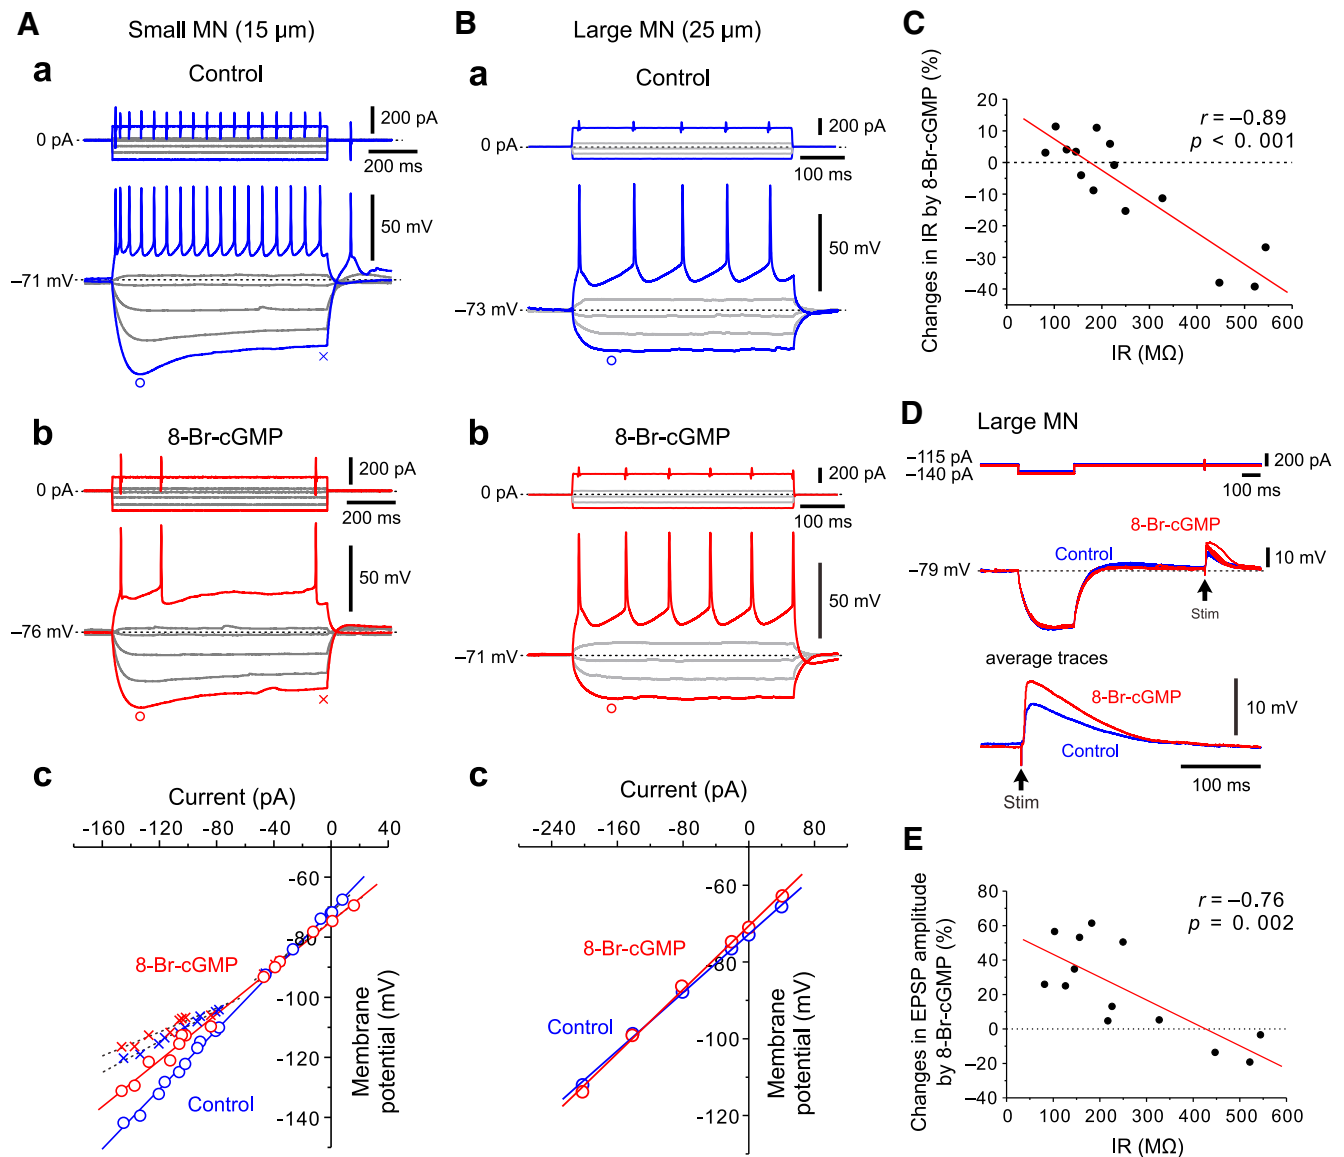 A
Small MN (15 µm)
a
Control
0 pA
200 pA
200 ms
50 mV
–71 mV
○
×
b
8-Br-cGMP
0 pA
200 pA
200 ms
50 mV
–76 mV
○
×
c
Current (pA)
-160
-120
-80
-40
0
40
-60
-80
-100
-120
-140
8-Br-cGMP
Control
Membrane
potential (mV)
B
Large MN (25 µm)
a
Control
0 pA
200 pA
100 ms
50 mV
–73 mV
○
b
8-Br-cGMP
0 pA
200 pA
100 ms
50 mV
–71 mV
○
c
Current (pA)
-240
-160
-80
0
80
-60
-80
-100
-120
8-Br-cGMP
Control
Membrane
potential (mV)
C
Changes in IR by 8-Br-cGMP (%)
20
10
0
–10
–20
–30
–40
r = –0.89
p < 0.001
0 100 200 300 400 500 600
IR (MΩ)
D
Large MN
–115 pA
–140 pA
200 pA
100 ms
8-Br-cGMP
Control
10 mV
–79 mV
Stim
average traces
8-Br-cGMP
10 mV
Control
100 ms
Stim
E
Changes in EPSP amplitude
by 8-Br-cGMP (%)
80
60
40
20
0
–20
–40
r = –0.76
p = 0.002
0 100 200 300 400 500 600
IR (MΩ)